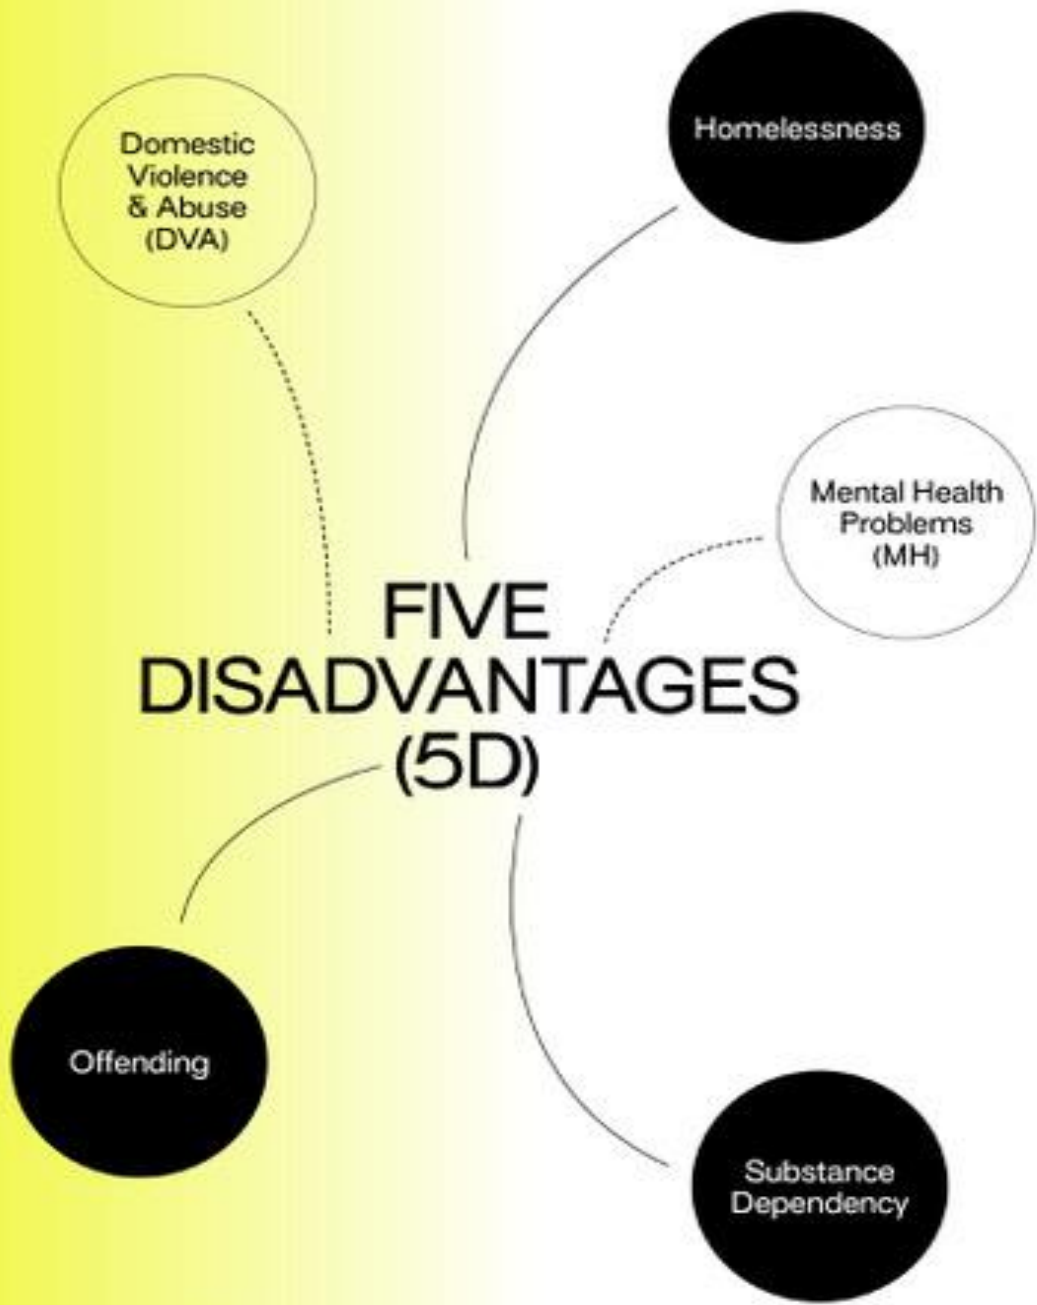 Homelessness
Domestic
Violence
& Abuse
(DVA)
Mental Health
Problems
(MH)
FIVE
DISADVANTAGES
(5D)
Offending
Substance
Dependency